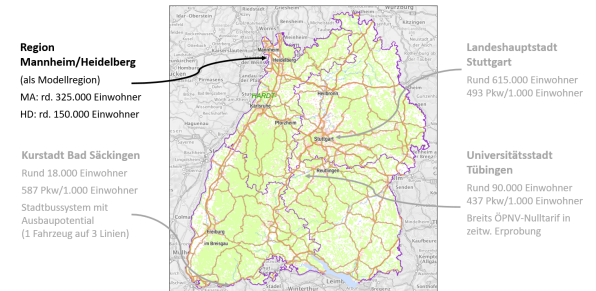 Region
Mannheim/Heidelberg
(als Modellregion)
MA: rd. 325.000 Einwohner
HD: rd. 150.000 Einwohner
Kurstadt Bad Säckingen
Rund 18.000 Einwohner
587 Pkw/1.000 Einwohner
Stadtbussystem mit
Ausbaupotential
(1 Fahrzeug auf 3 Linien)
Mannheim
Heidelberg
HARDT
Karlsruhe
Heilbronn
Pforzheim
Stuttgart
Reutlingen
Freiburg
im Breisgau
Winterthur
Landeshauptstadt
Stuttgart
Rund 615.000 Einwohner
493 Pkw/1.000 Einwohner
Universitätsstadt
Tübingen
Rund 90.000 Einwohner
437 Pkw/1.000 Einwohner
Breits ÖPNV-Nulltarif in
zeitw. Erprobung